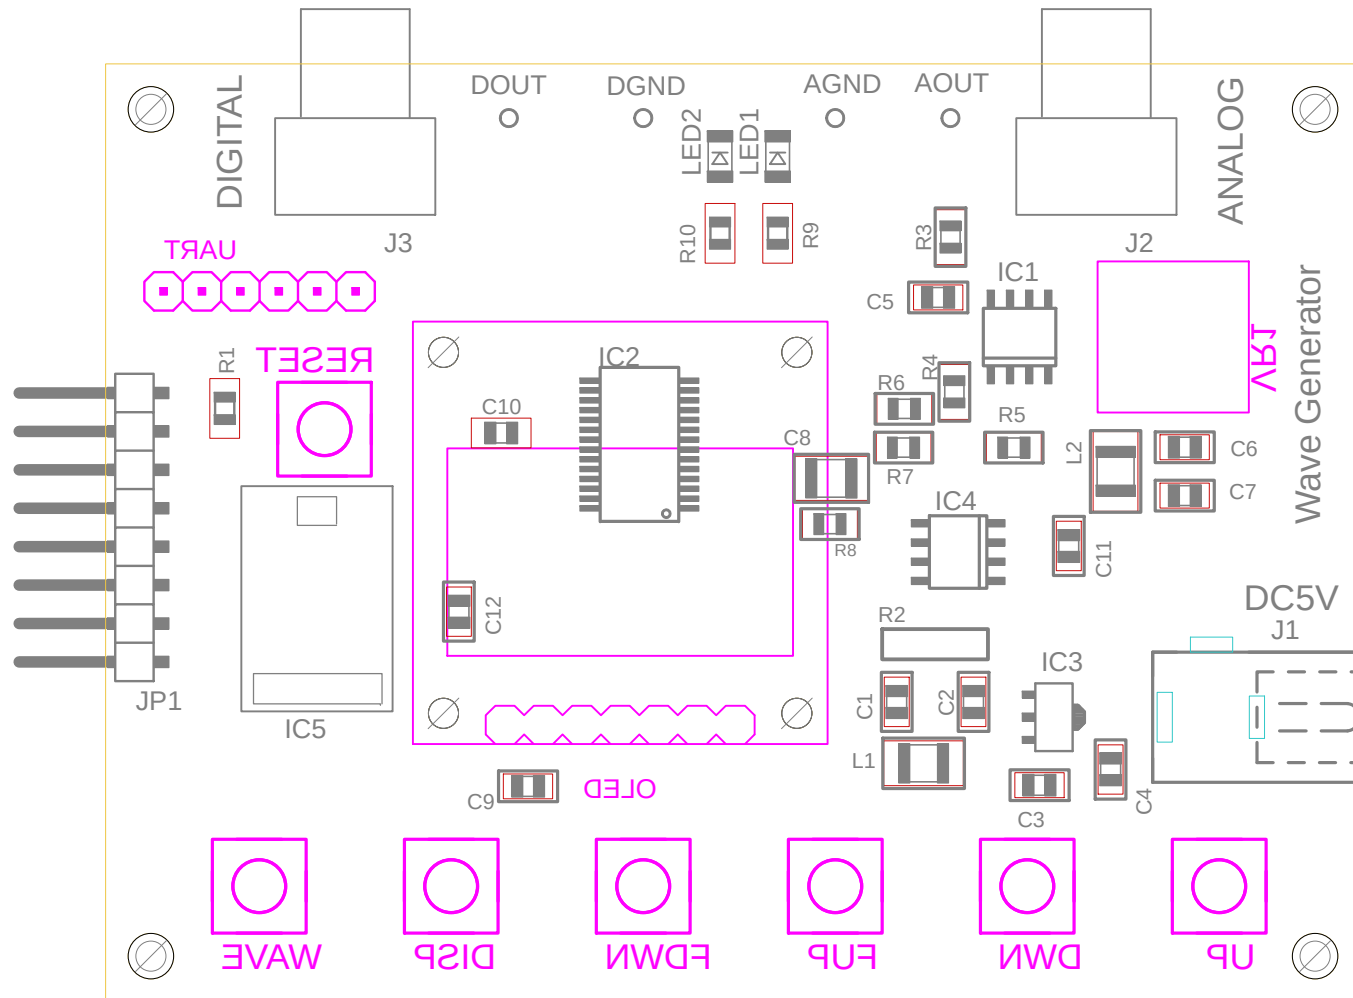 DIGITAL
DOUT
DGND
AGND
AOUT
ANALOG
LED2
LED1
J3
R10
R9
R3
J2
UART
IC1
C5
Wave Generator
RESET
R1
IC2
R4
VR1
R6
C10
R5
C8
L2
C6
R7
C7
IC4
R8
C11
C12
DC5V
R2
J1
IC3
JP1
IC5
C1
C2
L1
OLED
C9
C3
C4
WAVE
DISP
FDWN
FUP
DWN
UP